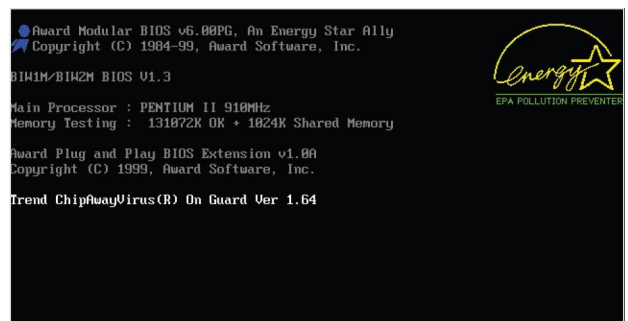 Award Modular BIOS v6.00PG, An Energy Star Ally
Copyright (C) 1984-99, Award Software, Inc.
BIW1M/BIW2M BIOS V1.3
Main Processor : PENTIUM II 910MHz
Memory Testing : 131072K OK + 1024K Shared Memory
Award Plug and Play BIOS Extension v1.0A
Copyright (C) 1999, Award Software, Inc.
Trend ChipAwayVirus(R) On Guard Ver 1.64
energy
EPA POLLUTION PREVENTER